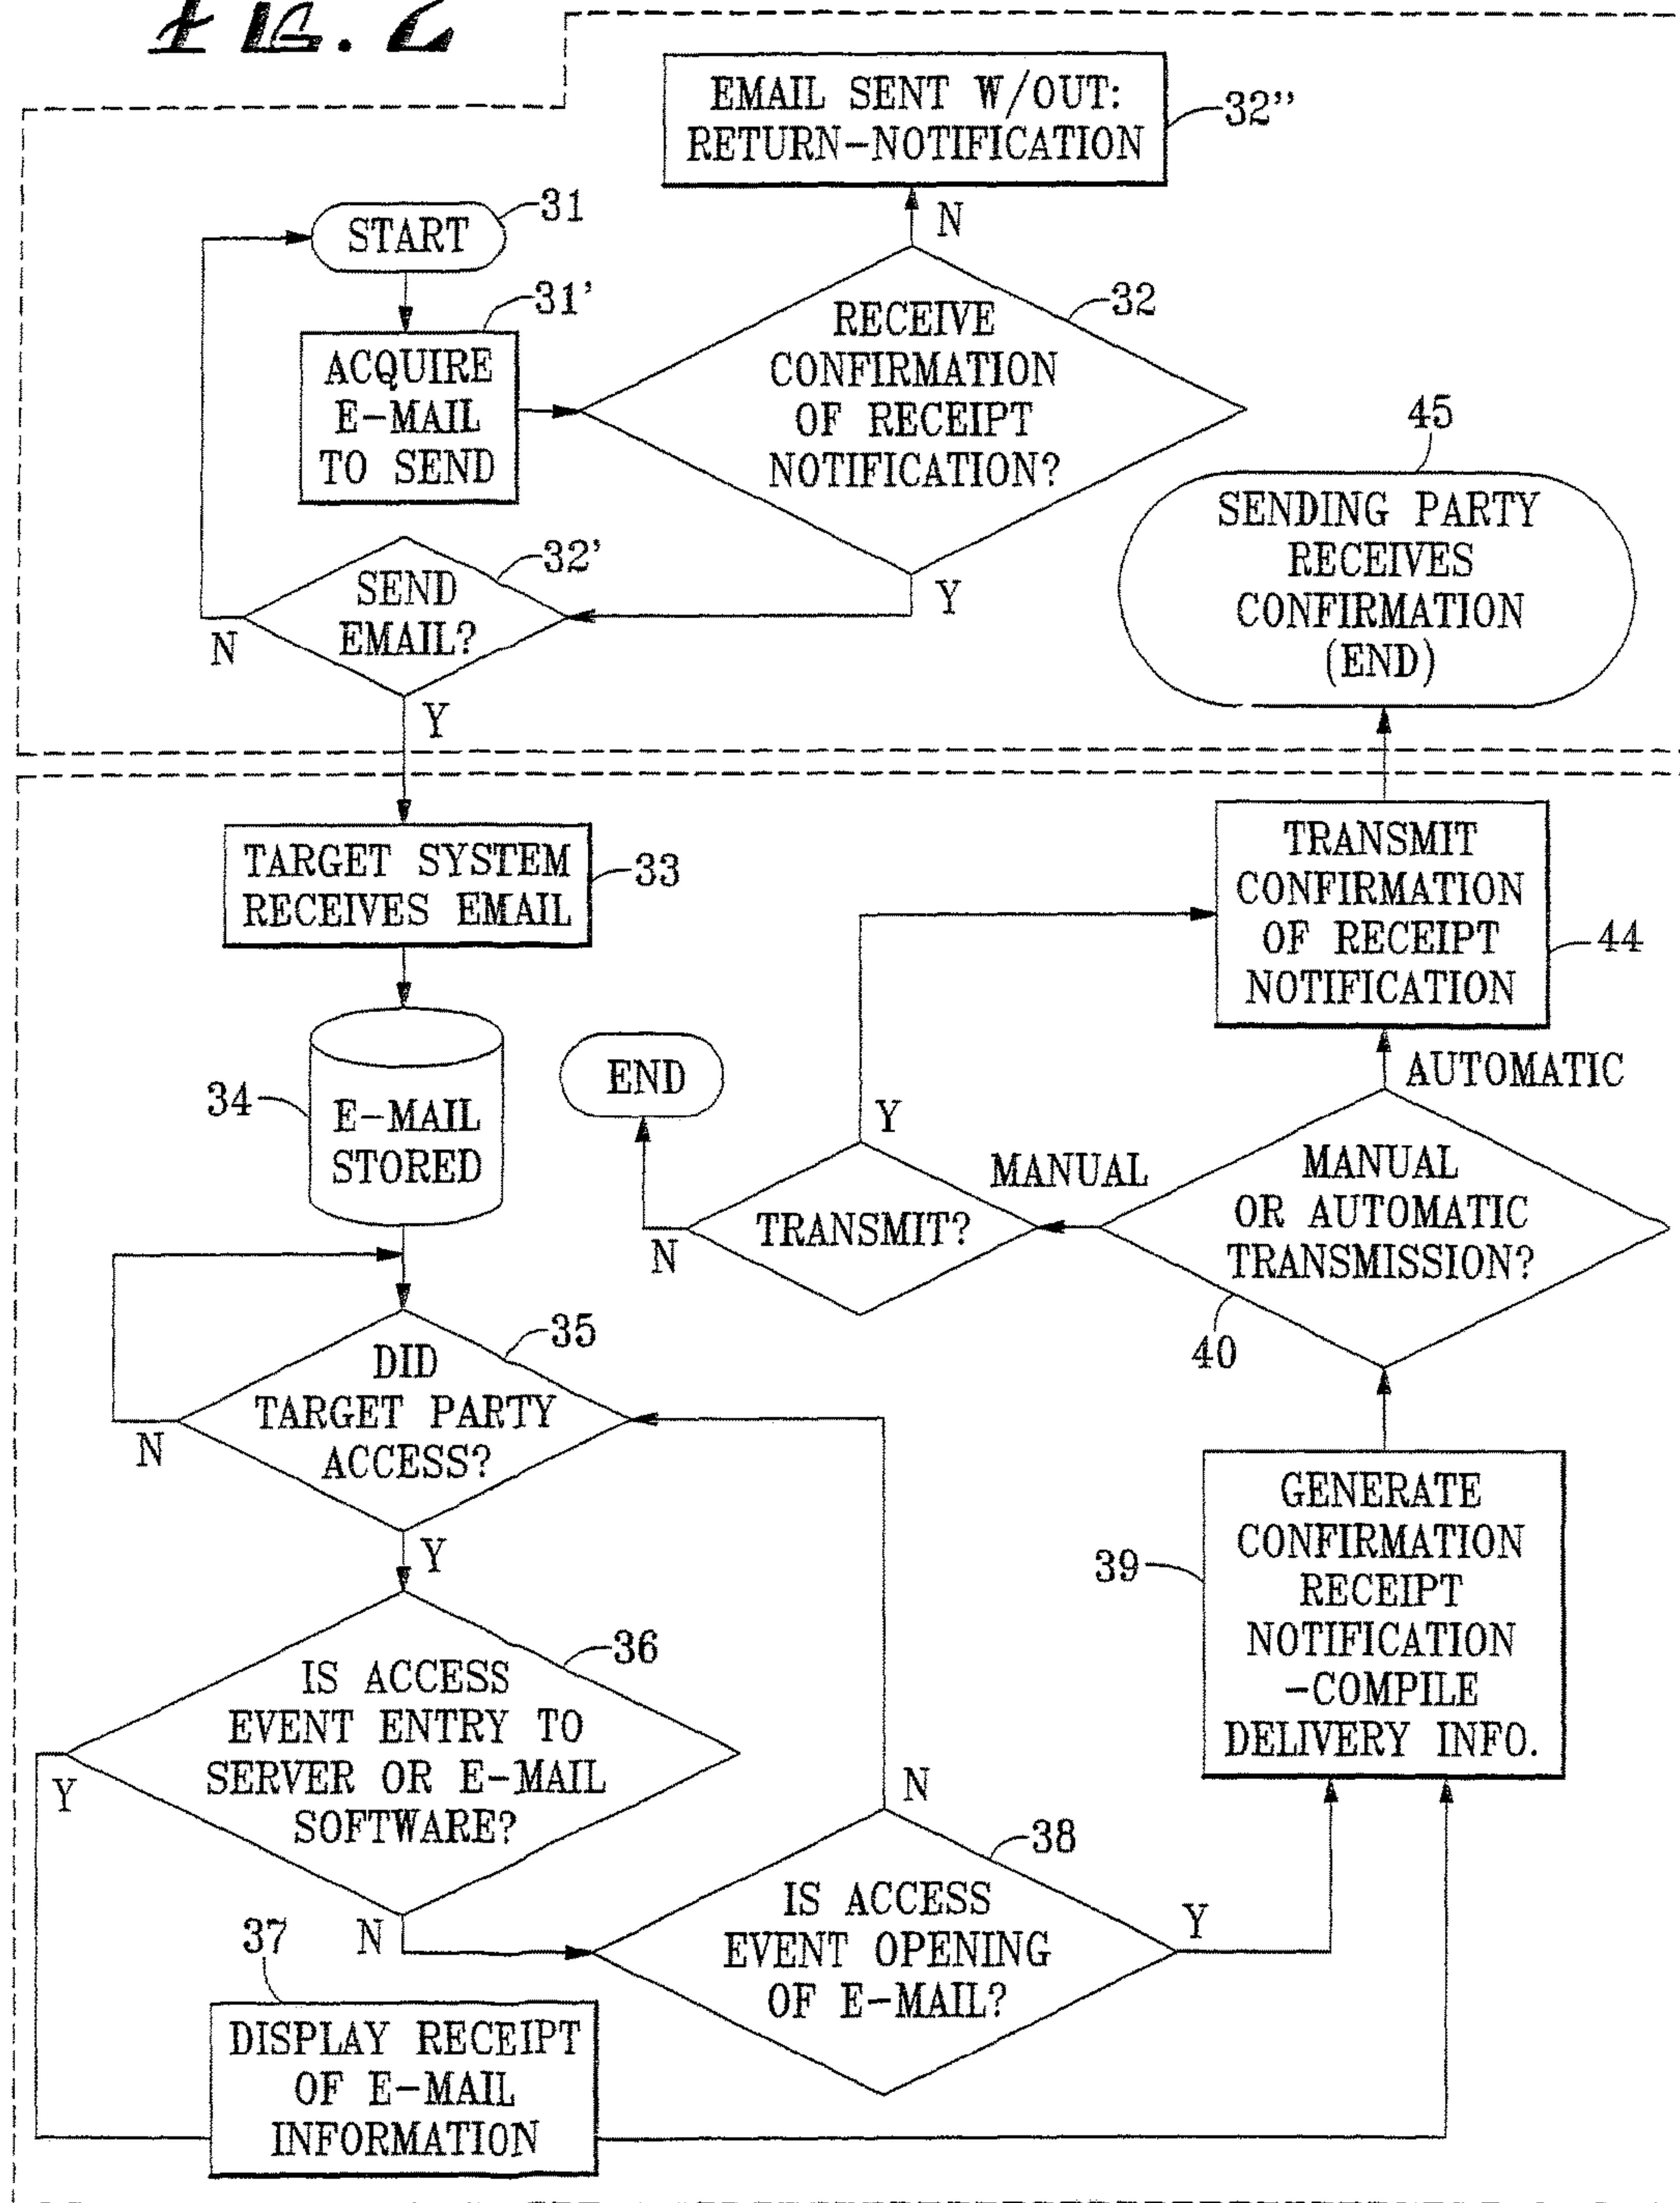 FIG. 2
EMAIL SENT W/OUT:
RETURN-NOTIFICATION
32"
START
31
31'
ACQUIRE
E-MAIL
TO SEND
RECEIVE
CONFIRMATION
OF RECEIPT
NOTIFICATION?
32
N
Y
SEND
EMAIL?
32'
N
Y
45
SENDING PARTY
RECEIVES
CONFIRMATION
(END)
TARGET SYSTEM
RECEIVES EMAIL
33
34
E-MAIL
STORED
END
TRANSMIT
CONFIRMATION
OF RECEIPT
NOTIFICATION
44
AUTOMATIC
Y
MANUAL
TRANSMIT?
N
MANUAL
OR AUTOMATIC
TRANSMISSION?
40
DID
TARGET PARTY
ACCESS?
35
N
Y
IS ACCESS
EVENT ENTRY TO
SERVER OR E-MAIL
SOFTWARE?
36
Y
N
39
GENERATE
CONFIRMATION
RECEIPT
NOTIFICATION
-COMPILE
DELIVERY INFO.
N
38
IS ACCESS
EVENT OPENING
OF E-MAIL?
Y
37
DISPLAY RECEIPT
OF E-MAIL
INFORMATION